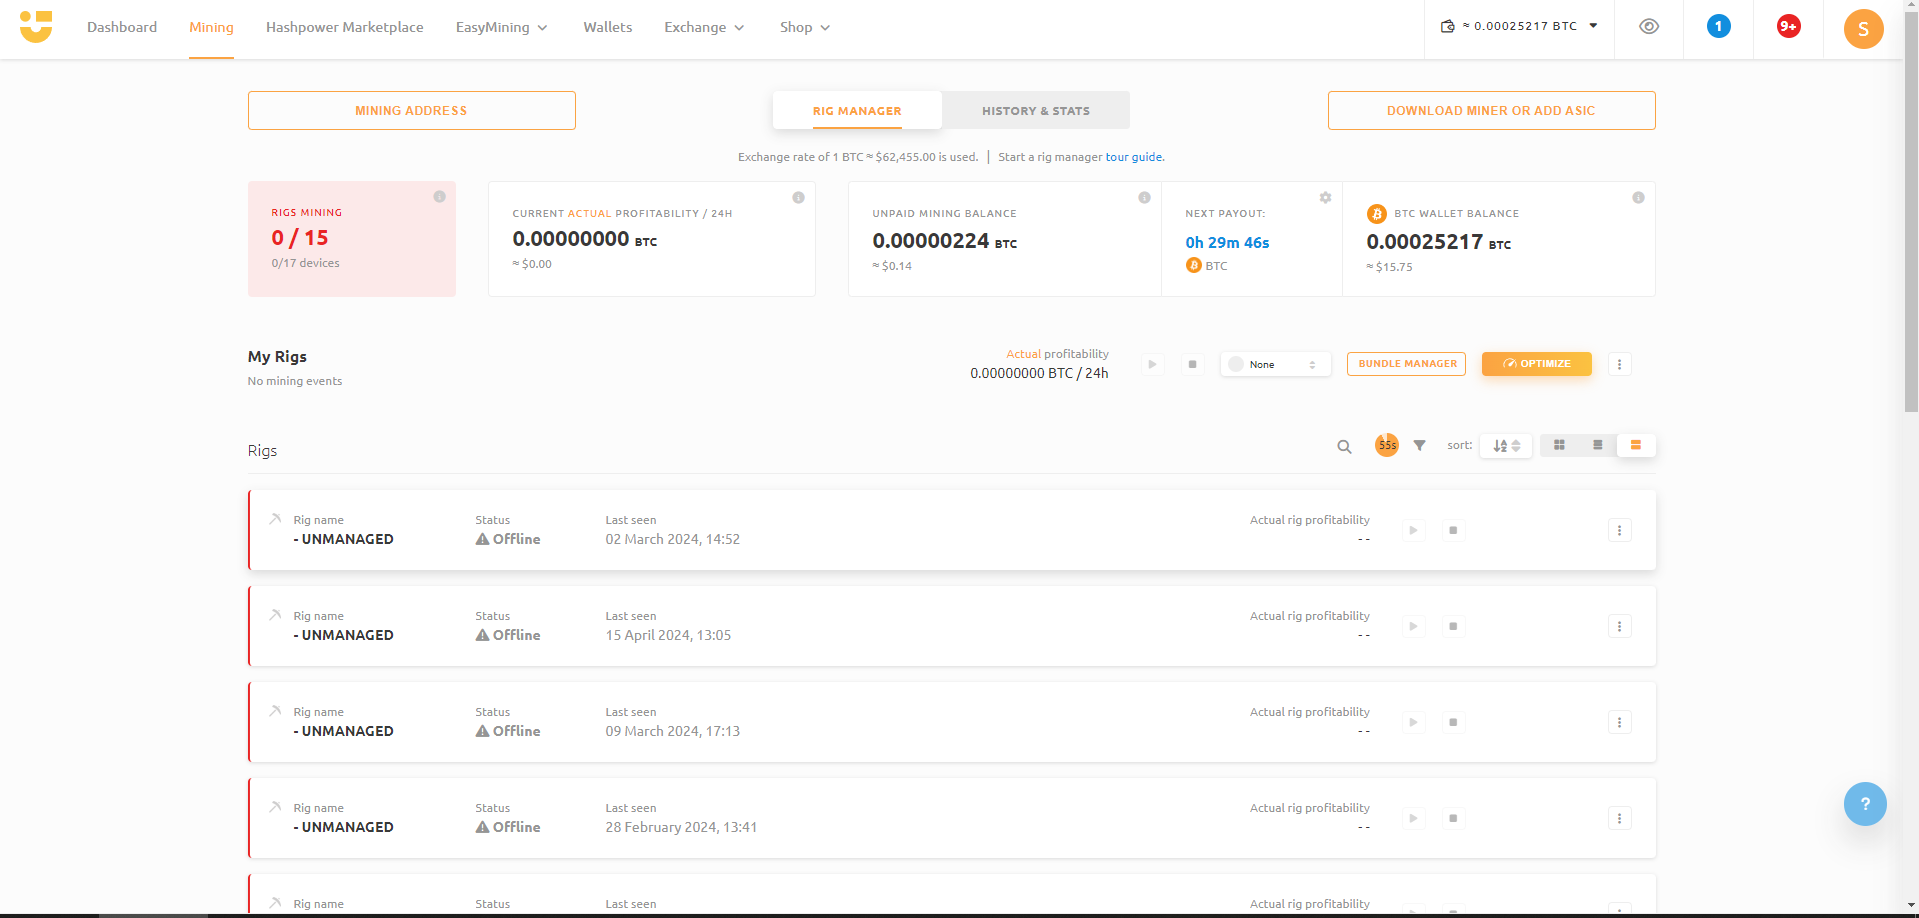 Dashboard
Mining
Hashpower Marketplace
EasyMining
Wallets
Exchange
Shop
≈ 0.00025217 BTC
1
9+
S
MINING ADDRESS
RIG MANAGER
HISTORY & STATS
DOWNLOAD MINER OR ADD ASIC
Exchange rate of 1 BTC ≈ $62,455.00 is used. | Start a rig manager tour guide.
RIGS MINING
0 / 15
0/17 devices
CURRENT ACTUAL PROFITABILITY / 24H
0.00000000 BTC
≈ $0.00
UNPAID MINING BALANCE
0.00000224 BTC
≈ $0.14
NEXT PAYOUT:
0h 29m 46s
BTC
BTC WALLET BALANCE
0.00025217 BTC
≈ $15.75
My Rigs
No mining events
Actual profitability
0.00000000 BTC / 24h
None
BUNDLE MANAGER
OPTIMIZE
Rigs
55s
sort:
Rig name
- UNMANAGED
Status
Offline
Last seen
02 March 2024, 14:52
Actual rig profitability
- -
Rig name
- UNMANAGED
Status
Offline
Last seen
15 April 2024, 13:05
Actual rig profitability
- -
Rig name
- UNMANAGED
Status
Offline
Last seen
09 March 2024, 17:13
Actual rig profitability
- -
Rig name
- UNMANAGED
Status
Offline
Last seen
28 February 2024, 13:41
Actual rig profitability
- -
?
Rig name
Status
Last seen
Actual rig profitability